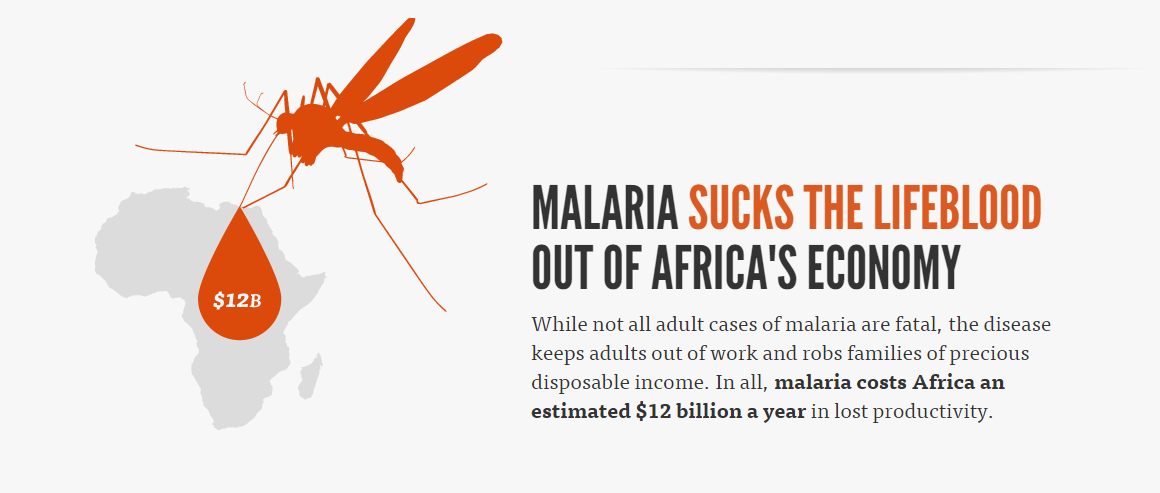 MALARIA SUCKS THE LIFEBLOOD
OUT OF AFRICA'S ECONOMY
$12B
While not all adult cases of malaria are fatal, the disease
keeps adults out of work and robs families of precious
disposable income. In all, malaria costs Africa an
estimated $12 billion a year in lost productivity.